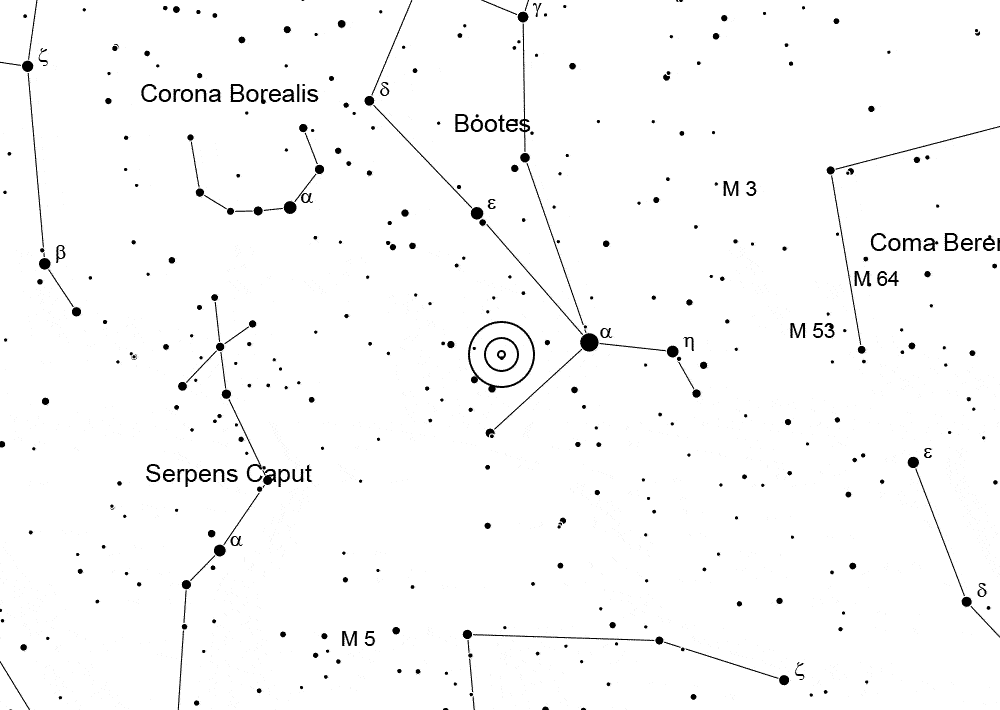 γ
ζ
δ
Corona Borealis
Bootes
M 3
α
ε
Coma Beren
β
M 64
M 53
α
η
ε
Serpens Caput
α
δ
M 5
ζ